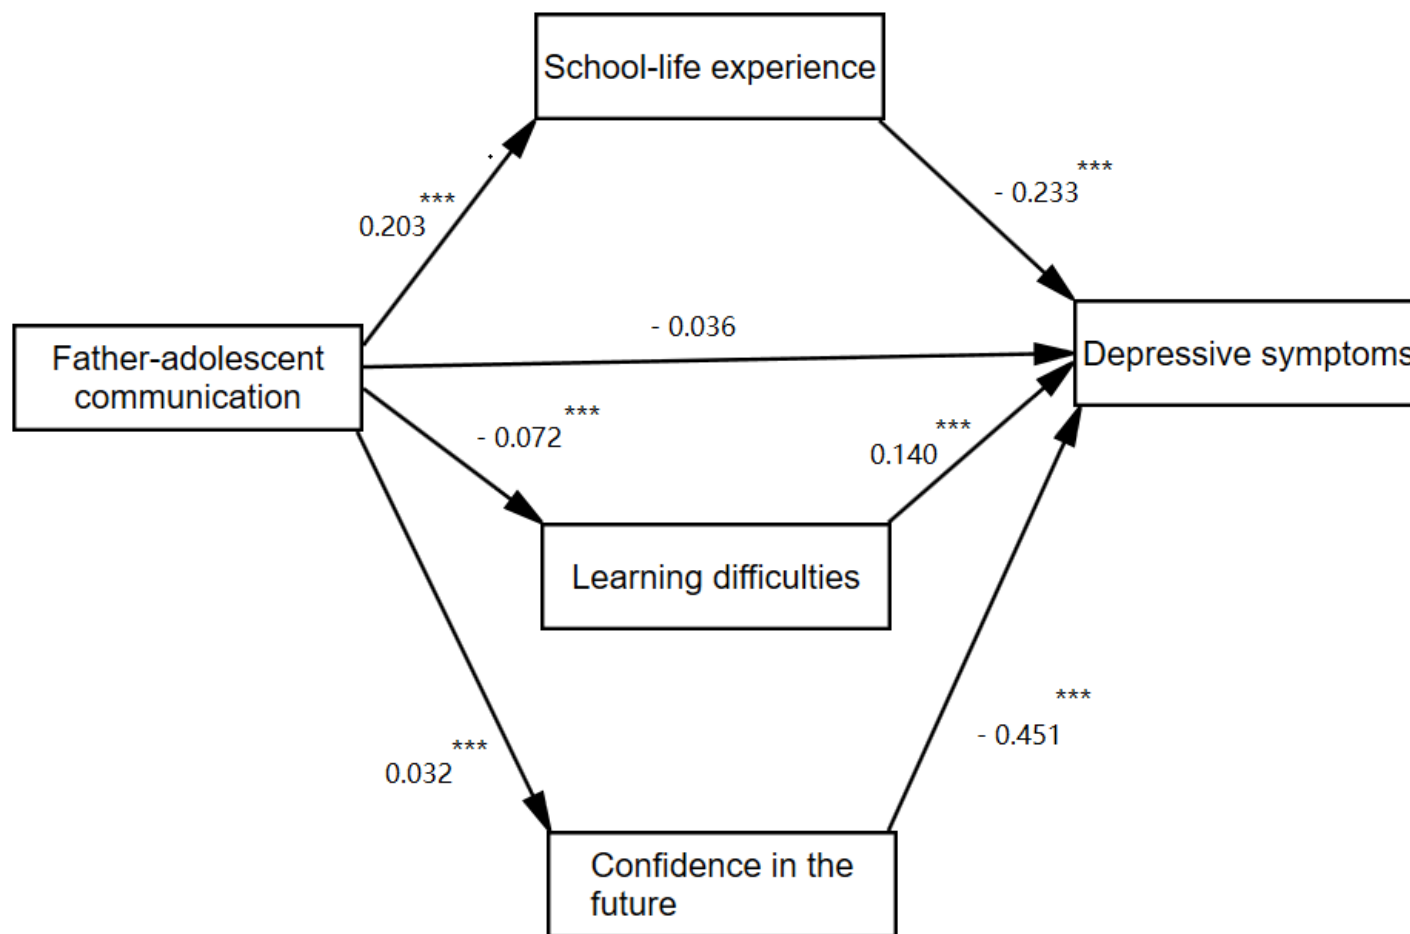 School-life experience
***
0.203
***
- 0.233
- 0.036
Father-adolescent
communication
Depressive symptoms
***
- 0.072
***
0.140
Learning difficulties
***
0.032
***
- 0.451
Confidence in the
future